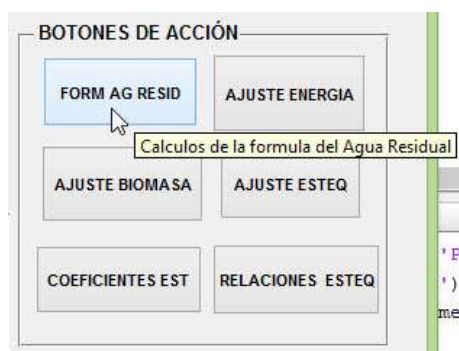 BOTONES DE ACCIÓN
FORM AG RESID
AJUSTE ENERGIA
Calculos de la formula del Agua Residual
AJUSTE BIOMASA
AJUSTE ESTEQ
COEFICIENTES EST
RELACIONES ESTEQ
'P
')
me